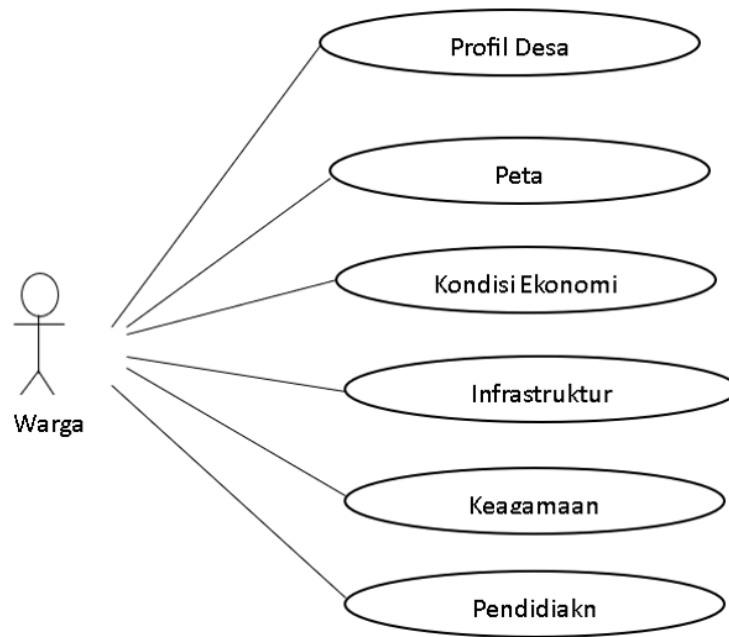 Profil Desa
Peta
Kondisi Ekonomi
Infrastruktur
Warga
Keagamaan
Pendidiakn